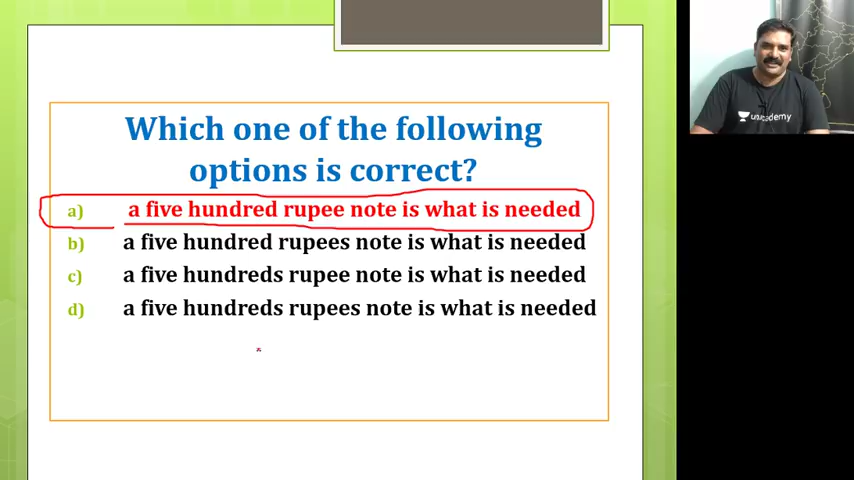 Which one of the following
options is correct?
a) a five hundred rupee note is what is needed
b) a five hundred rupees note is what is needed
c) a five hundreds rupee note is what is needed
d) a five hundreds rupees note is what is needed
unacademy